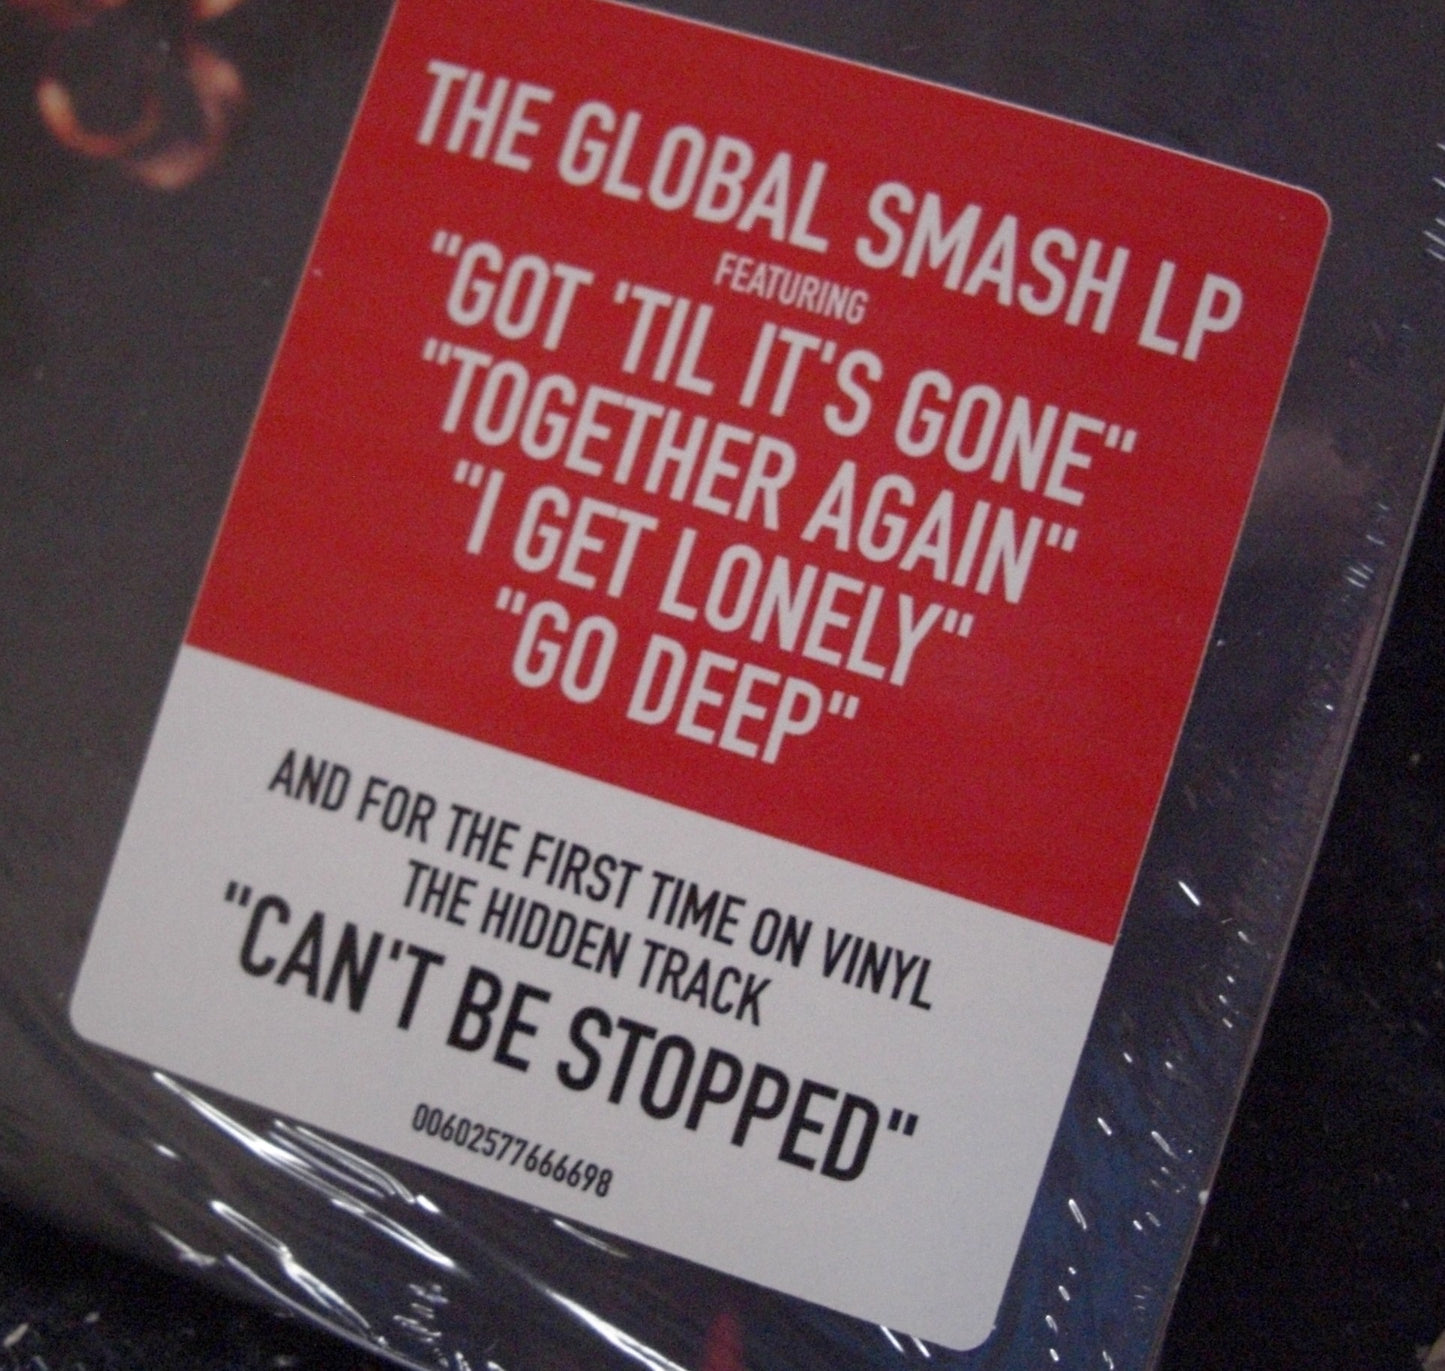 THE GLOBAL SMASH LP
FEATURING
"GOT 'TIL IT'S GONE"
"TOGETHER AGAIN"
"I GET LONELY"
"GO DEEP"
AND FOR THE FIRST TIME ON VINYL
THE HIDDEN TRACK
"CAN'T BE STOPPED"
00602577666698